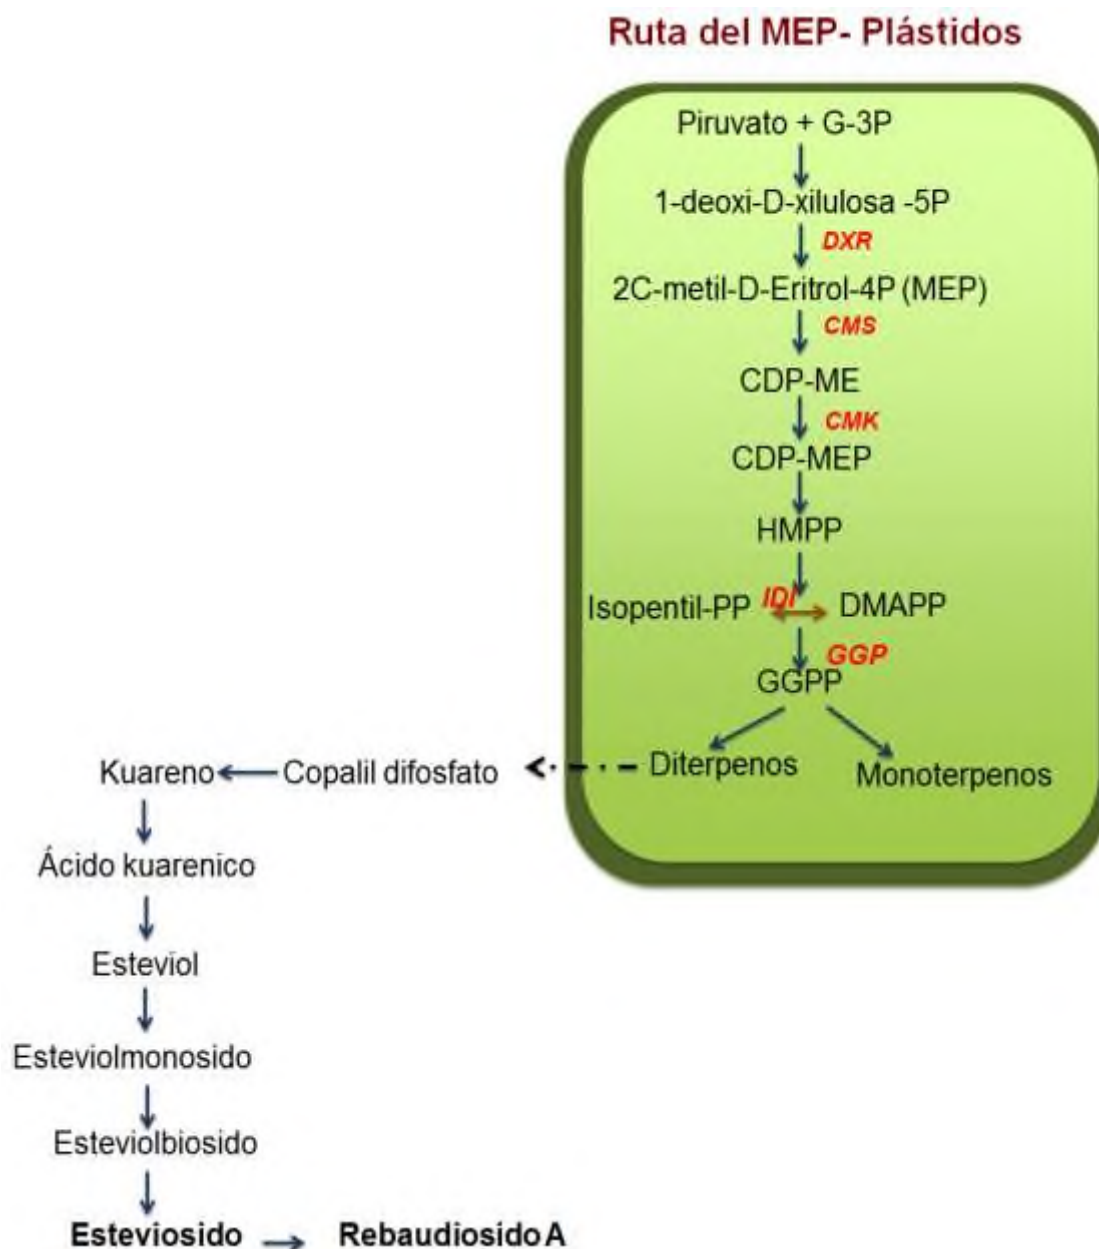 Ruta del MEP- Plástidos
Piruvato + G-3P
1-deoxi-D-xilulosa -5P
DXR
2C-metil-D-Eritrol-4P (MEP)
CMS
CDP-ME
CMK
CDP-MEP
HMPP
Isopentil-PP IDI DMAPP
GGP
GGPP
Diterpenos
Monoterpenos
Copalil difosfato
Kuareno
Ácido kuarenico
Esteviol
Esteviolmonosido
Esteviolbiosido
Esteviosido
Rebaudiosido A